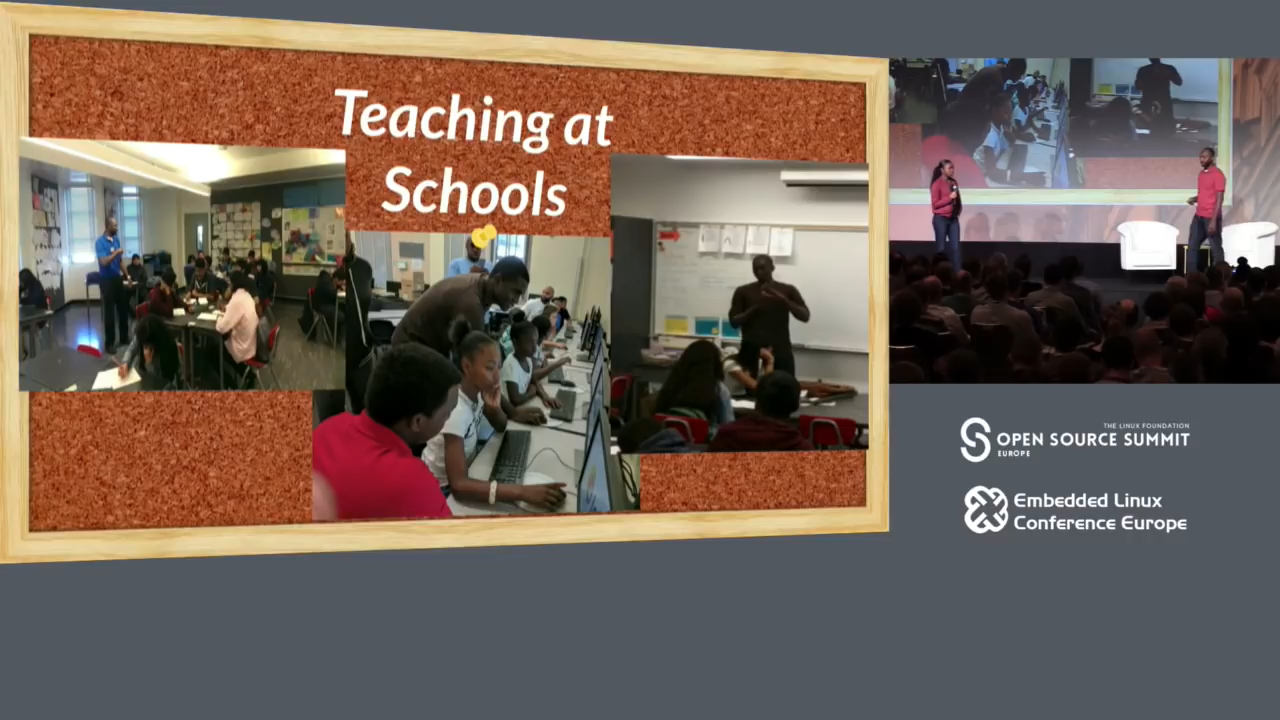 Teaching at
Schools
THE LINUX FOUNDATION
OPEN SOURCE SUMMIT
EUROPE
Embedded Linux
Conference Europe